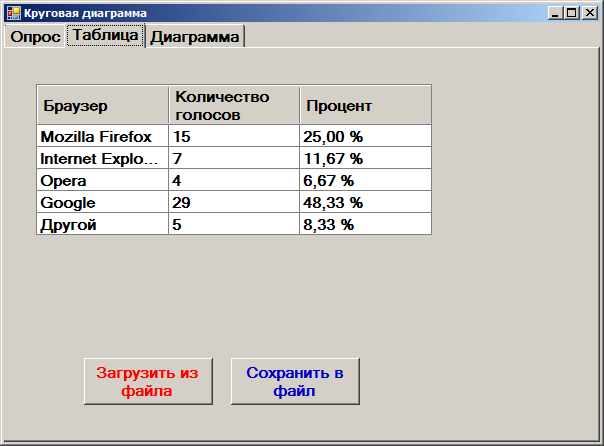 Круговая диаграмма
Опрос Таблица Диаграмма
Браузер Количество голосов Процент
Mozilla Firefox 15 25,00 %
Internet Explo... 7 11,67 %
Opera 4 6,67 %
Google 29 48,33 %
Другой 5 8,33 %
Загрузить из
файла
Сохранить в
файл